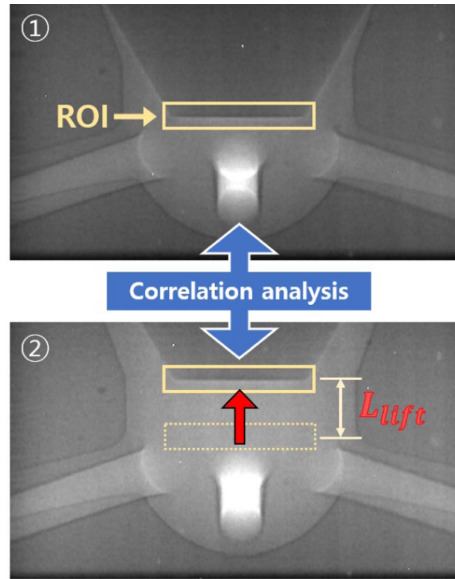 ①
ROI
Correlation analysis
②
L_lift